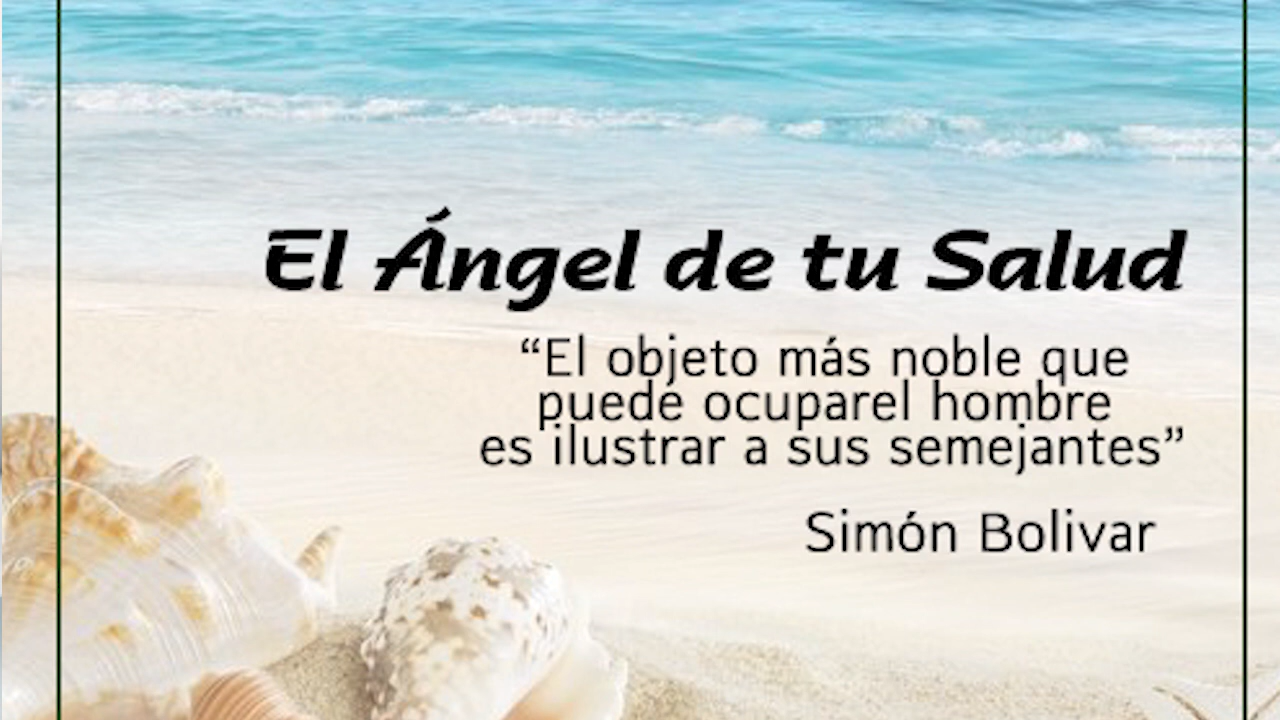 El Ángel de tu Salud
“El objeto más noble que
puede ocuparel hombre
es ilustrar a sus semejantes”
Simón Bolivar